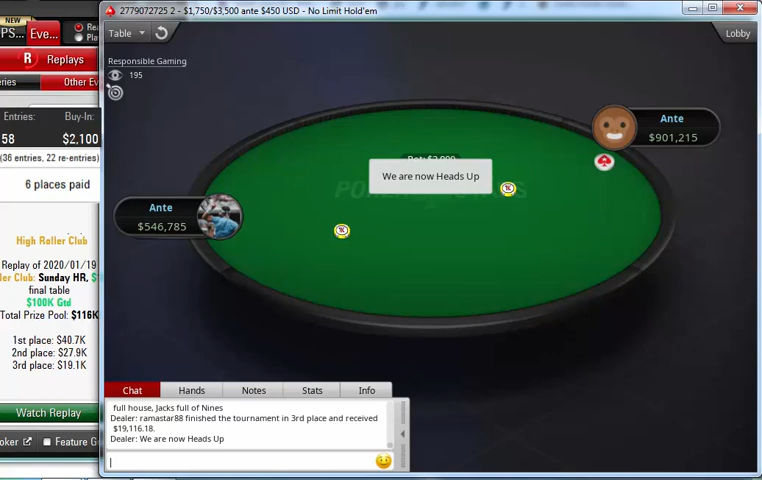 2779072725 2 - $1,750/$3,500 ante $450 USD - No Limit Hold'em
Table
Lobby
Responsible Gaming
195
NEW
PS...
Eve...
Re
Pla
R Replays
ries
Other Ev
Entries:
Buy-In:
58
$2,100
(36 entries, 22 re-entries)
6 places paid
High Roller Club
Replay of 2020/01/19
ler Club: Sunday HR, $
final table
$100K Gtd
Total Prize Pool: $116K
1st place: $40.7K
2nd place: $27.9K
3rd place: $19.1K
Watch Replay
oker
Feature G
Ante
$901,215
We are now Heads Up
Ante
$546,785
Chat
Hands
Notes
Stats
Info
full house, Jacks full of Nines
Dealer: ramastar88 finished the tournament in 3rd place and received
$19,116.18.
Dealer: We are now Heads Up